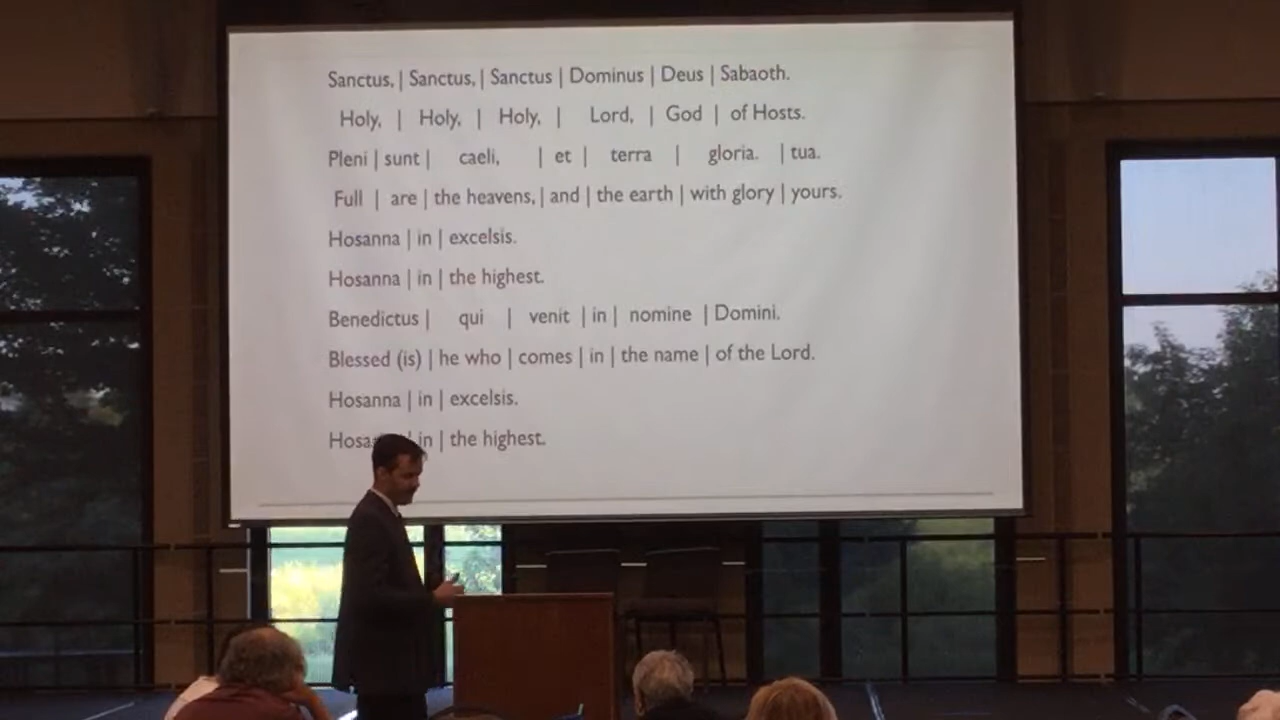 Sanctus, | Sanctus, | Sanctus | Dominus | Deus | Sabaoth.
Holy, | Holy, | Holy, | Lord, | God | of Hosts.
Pleni | sunt | caeli, | et | terra | gloria. | tua.
Full | are | the heavens, | and | the earth | with glory | yours.
Hosanna | in | excelsis.
Hosanna | in | the highest.
Benedictus | qui | venit | in | nomine | Domini.
Blessed (is) | he who | comes | in | the name | of the Lord.
Hosanna | in | excelsis.
in | the highest.